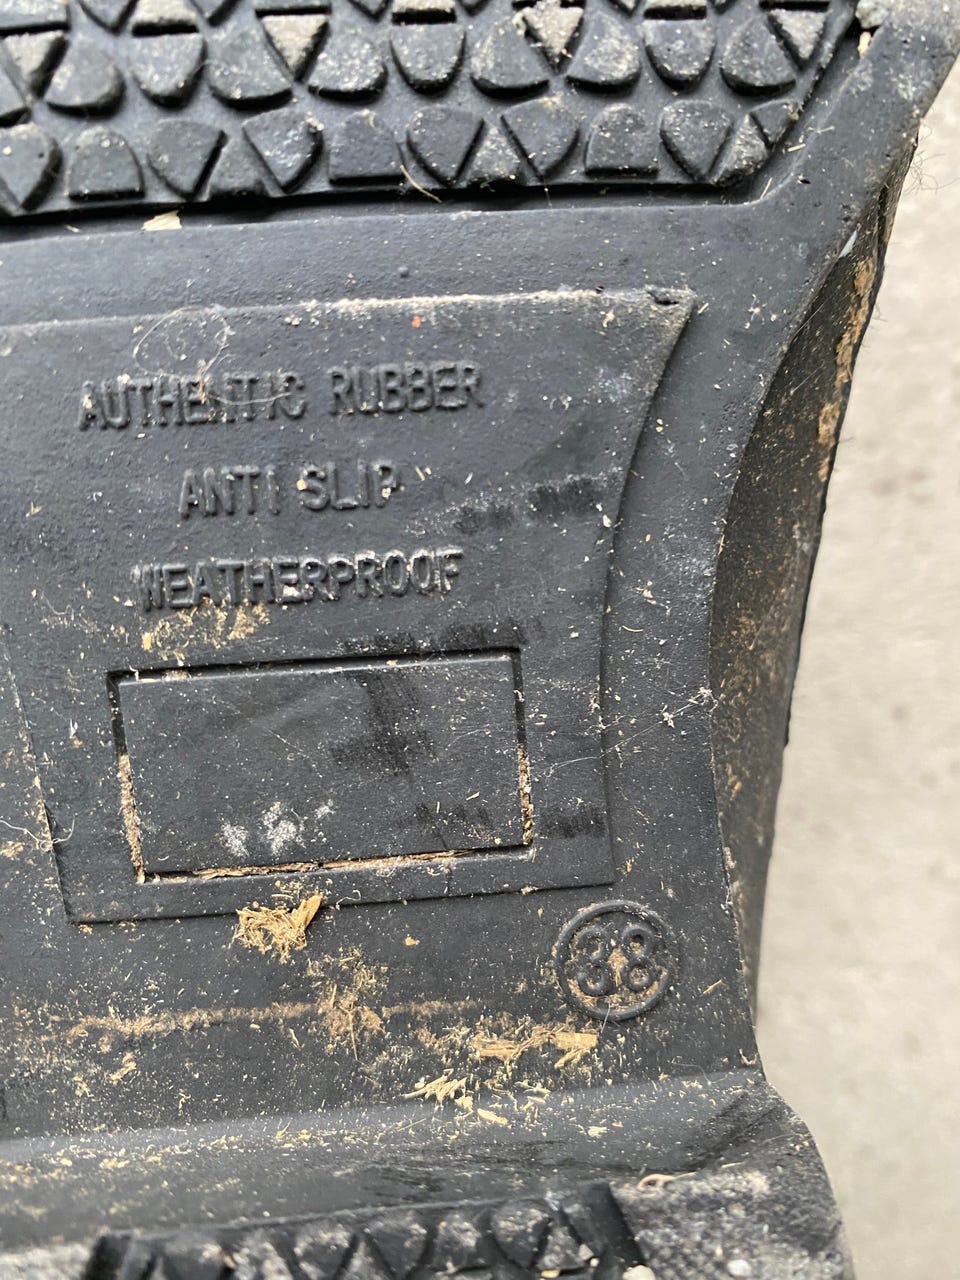 AUTHENTIC RUBBER
ANTI SLIP
WEATHERPROOF
38